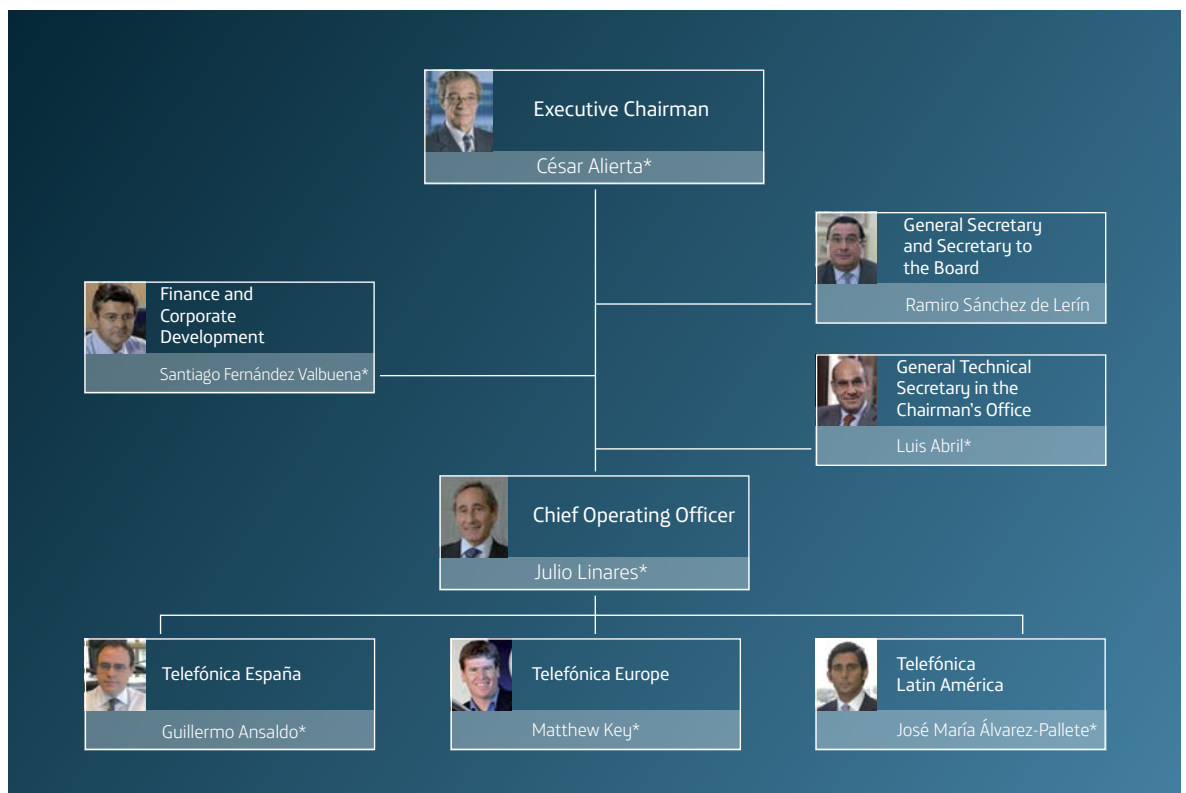 Executive Chairman
César Alierta*
General Secretary
and Secretary to
the Board
Ramiro Sánchez de Lerín
Finance and
Corporate
Development
Santiago Fernández Valbuena*
General Technical
Secretary in the
Chairman's Office
Luis Abril*
Chief Operating Officer
Julio Linares*
Telefónica España
Guillermo Ansaldo*
Telefónica Europe
Matthew Key*
Telefónica
Latin América
José María Álvarez-Pallete*